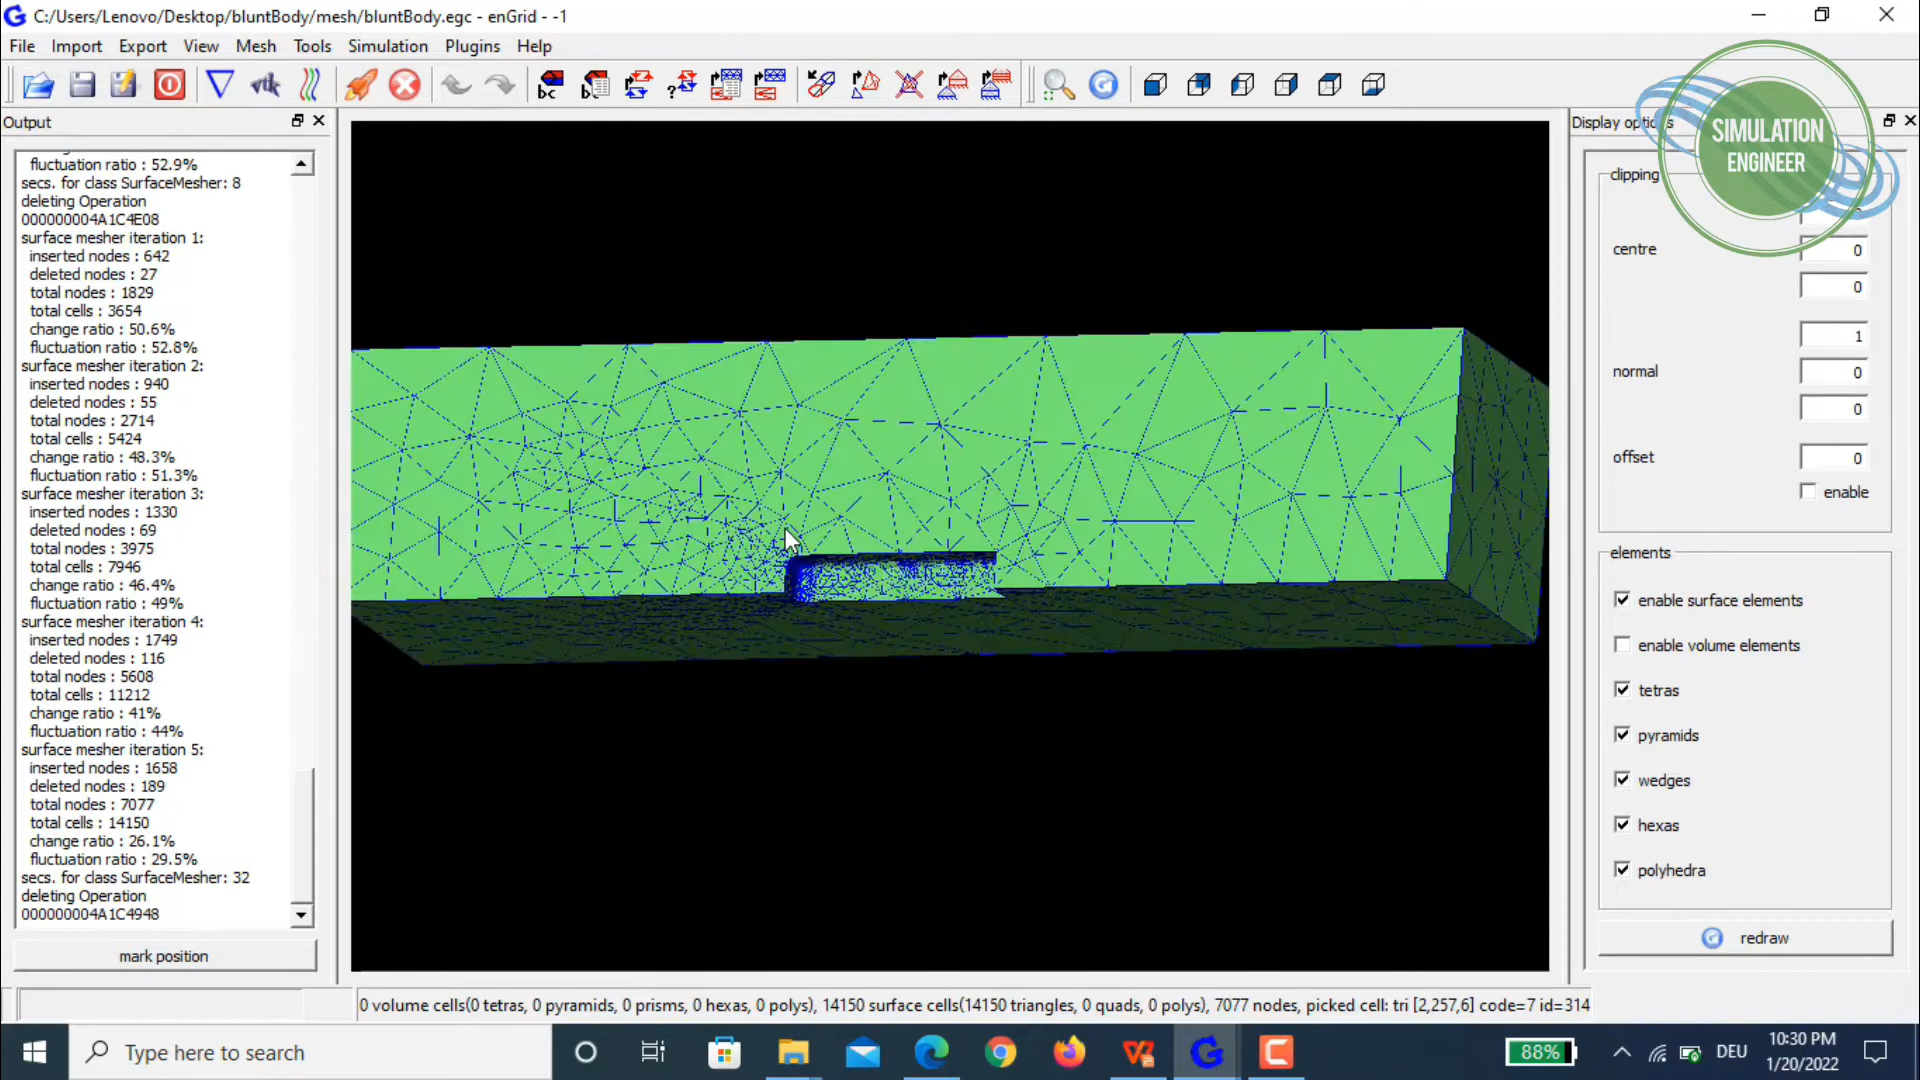 C:/Users/Lenovo/Desktop/bluntBody/mesh/bluntBody.egc - enGrid - -1
File Import Export View Mesh Tools Simulation Plugins Help
vtk
bc
Output
fluctuation ratio : 52.9%
secs. for class SurfaceMesher: 8
deleting Operation
000000004A1C4E08
surface mesher iteration 1:
inserted nodes : 642
deleted nodes : 27
total nodes : 1829
total cells : 3654
change ratio : 50.6%
fluctuation ratio : 52.8%
surface mesher iteration 2:
inserted nodes : 940
deleted nodes : 55
total nodes : 2714
total cells : 5424
change ratio : 48.3%
fluctuation ratio : 51.3%
surface mesher iteration 3:
inserted nodes : 1330
deleted nodes : 69
total nodes : 3975
total cells : 7946
change ratio : 46.4%
fluctuation ratio : 49%
surface mesher iteration 4:
inserted nodes : 1749
deleted nodes : 116
total nodes : 5608
total cells : 11212
change ratio : 41%
fluctuation ratio : 44%
surface mesher iteration 5:
inserted nodes : 1658
deleted nodes : 189
total nodes : 7077
total cells : 14150
change ratio : 26.1%
fluctuation ratio : 29.5%
secs. for class SurfaceMesher: 32
deleting Operation
000000004A1C4948
mark position
Display
SIMULATION
ENGINEER
clipping
centre 0
0
1
normal 0
0
offset 0
enable
elements
enable surface elements
enable volume elements
tetras
pyramids
wedges
hexas
polyhedra
redraw
0 volume cells(0 tetras, 0 pyramids, 0 prisms, 0 hexas, 0 polys), 14150 surface cells(14150 triangles, 0 quads, 0 polys), 7077 nodes, picked cell: tri [2,257,6] code=7 id=314
Type here to search
88%
DEU
10:30 PM
1/20/2022